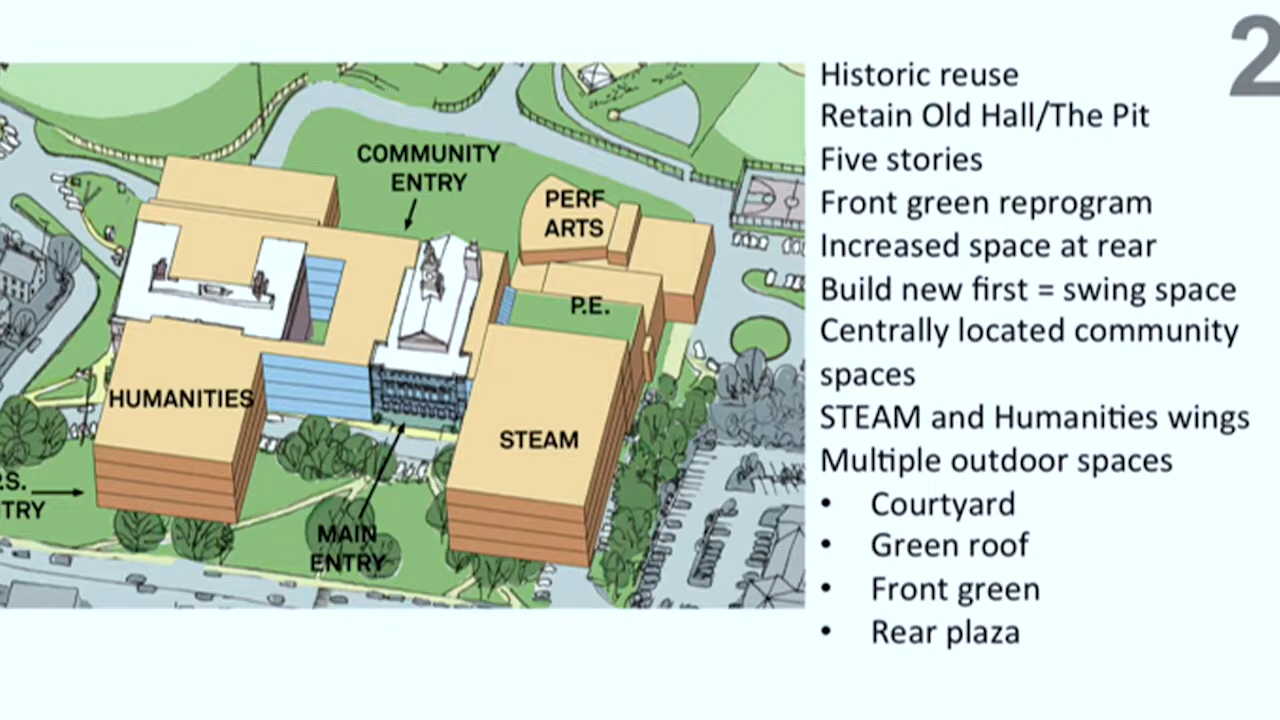 2
Historic reuse
Retain Old Hall/The Pit
Five stories
Front green reprogram
Increased space at rear
Build new first = swing space
Centrally located community
spaces
STEAM and Humanities wings
Multiple outdoor spaces
• Courtyard
• Green roof
• Front green
• Rear plaza
COMMUNITY
ENTRY
PERF
ARTS
P.E.
HUMANITIES
STEAM
.S.
TRY
MAIN
ENTRY